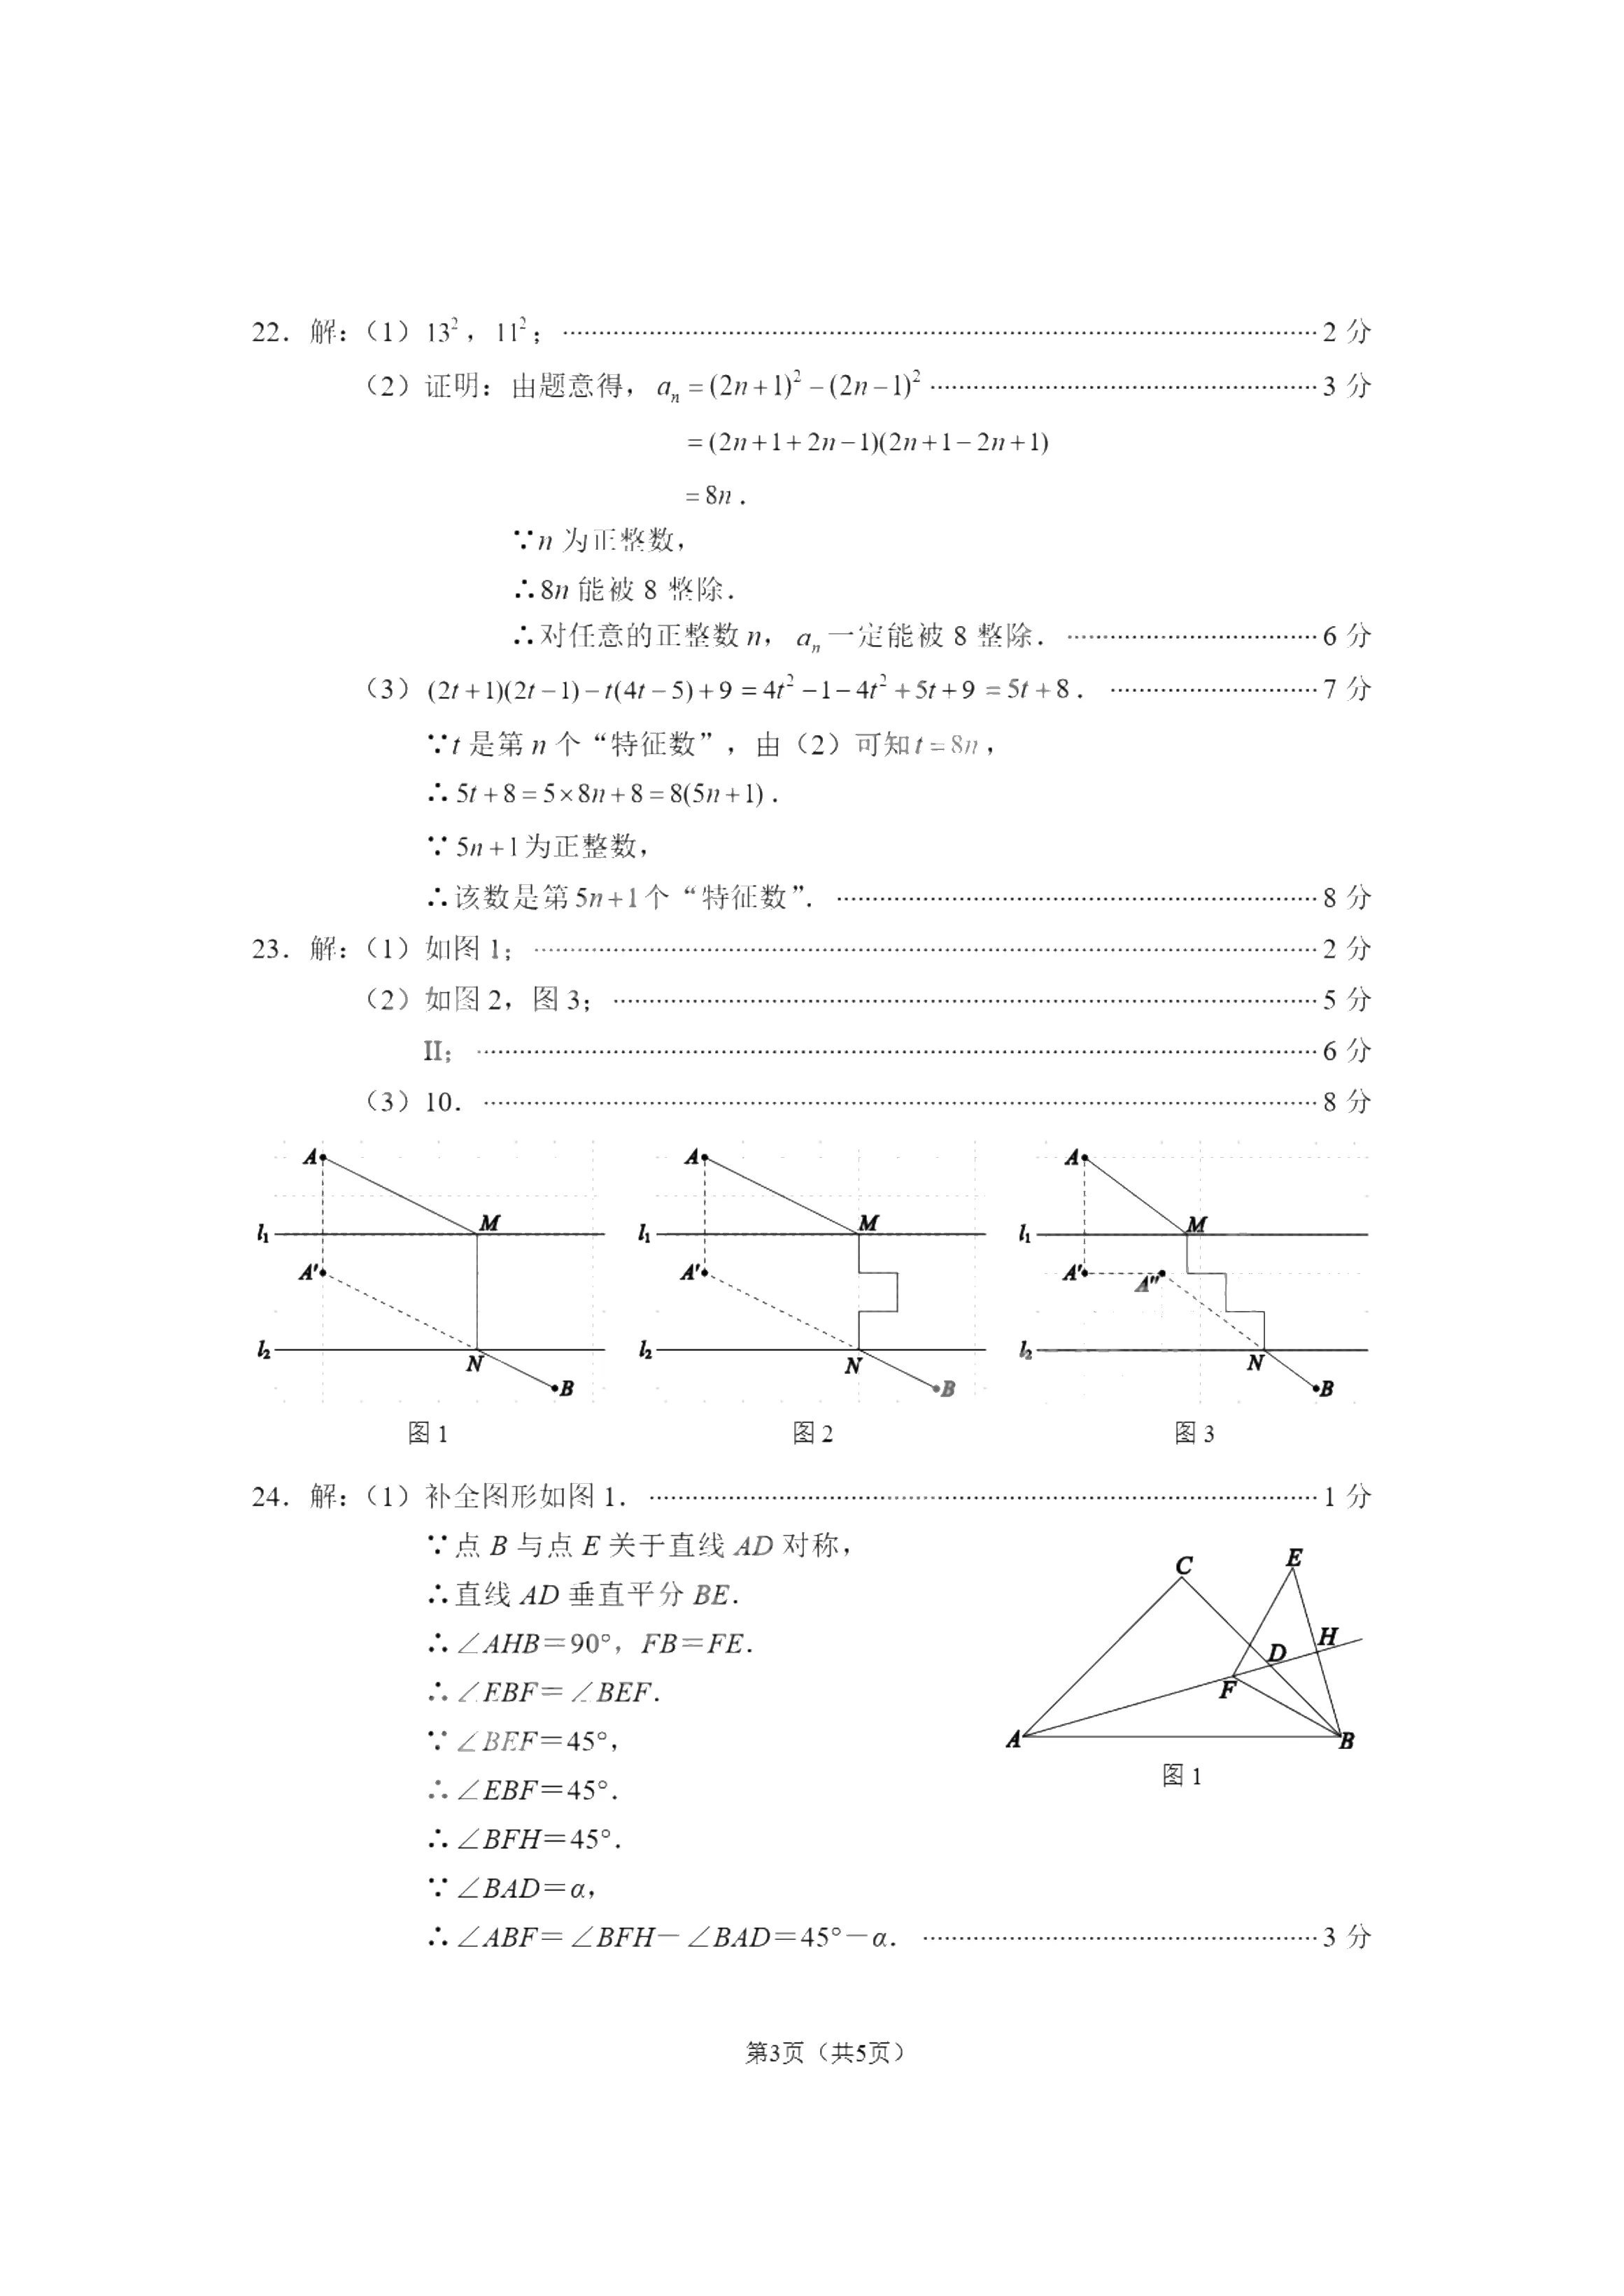 22．解：（1）13²，11²；……2 分
（2）证明：由题意得，aₙ = (2n+1)² − (2n−1)² ……3 分
= (2n+1+2n−1)(2n+1−2n+1)
= 8n．
∵n 为正整数，
∴8n 能被 8 整除．
∴对任意的正整数 n， aₙ 一定能被 8 整除．……6 分
（3）(2t+1)(2t−1)−t(4t−5)+9 = 4t²−1−4t²+5t+9 = 5t+8．……7 分
∵t 是第 n 个“特征数”，由（2）可知 t=8n，
∴5t+8=5×8n+8=8(5n+1)．
∵5n+1为正整数，
∴该数是第5n+1个“特征数”．……8 分
23．解：（1）如图 1；……2 分
（2）如图 2，图 3；……5 分
II；……6 分
（3）10．……8 分
A A A
l₁ M l₁ M l₁ M
A′ A′ A′ A″
l₂ N l₂ N l₂ N
B B B
图 1 图 2 图 3
24．解：（1）补全图形如图 1．……1 分
∵点 B 与点 E 关于直线 AD 对称，
∴直线 AD 垂直平分 BE．
∴∠AHB＝90°，FB＝FE．
∴∠EBF＝∠BEF．
∵∠BEF＝45°，
∴∠EBF＝45°．
∴∠BFH＝45°．
∵∠BAD＝α，
∴∠ABF＝∠BFH－∠BAD＝45°－α．……3 分
C E
H
D
F
A B
图 1
第3页（共5页）